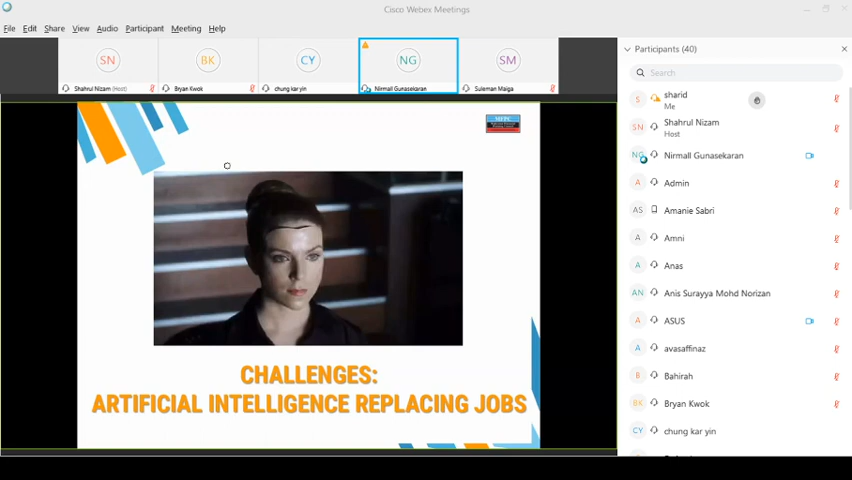 Cisco Webex Meetings
File Edit Share View Audio Participant Meeting Help
SN
BK
CY
NG
SM
Shahrul Nizam (Host)
Bryan Kwok
chung kar yin
Nirmall Gunasekaran
Suleman Maiga
MFPC
CHALLENGES:
ARTIFICIAL INTELLIGENCE REPLACING JOBS
Participants (40)
Search
S sharid
Me
SN Shahrul Nizam
Host
NG Nirmall Gunasekaran
A Admin
AS Amanie Sabri
A Amni
A Anas
AN Anis Surayya Mohd Norizan
A ASUS
A avasaffinaz
B Bahirah
BK Bryan Kwok
CY chung kar yin